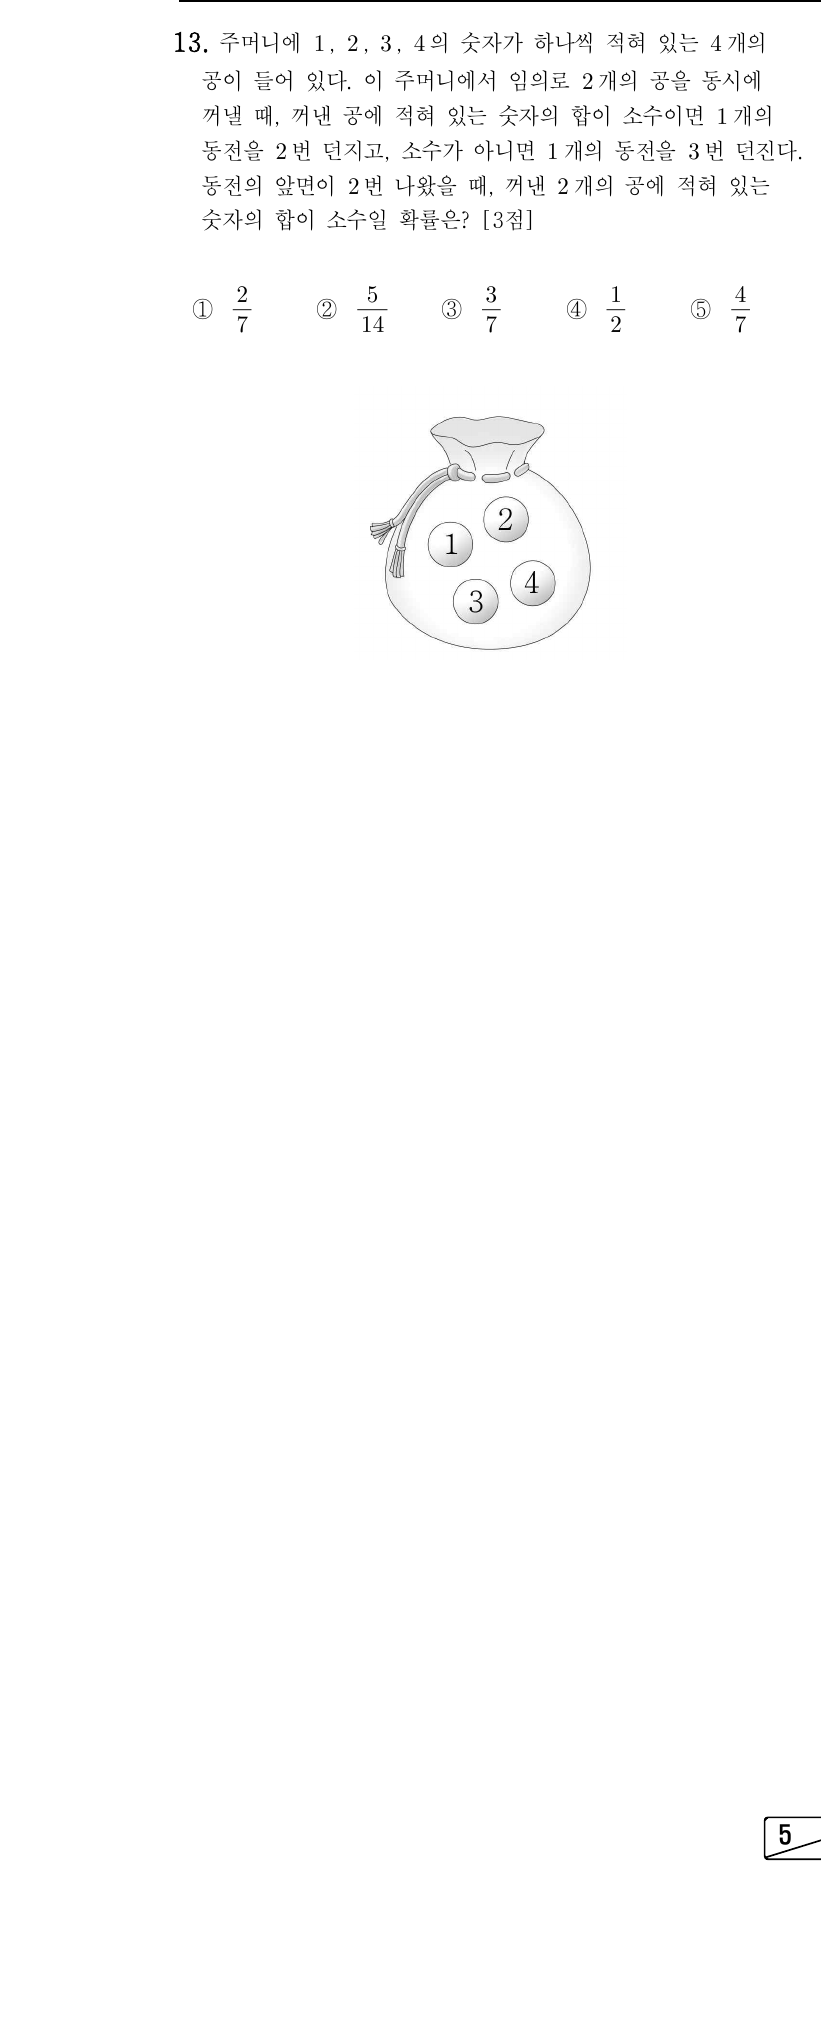 13. 주머니에 1, 2, 3, 4의 숫자가 하나씩 적혀 있는 4개의
공이 들어 있다. 이 주머니에서 임의로 2개의 공을 동시에
꺼낼 때, 꺼낸 공에 적혀 있는 숫자의 합이 소수이면 1개의
동전을 2번 던지고, 소수가 아니면 1개의 동전을 3번 던진다.
동전의 앞면이 2번 나왔을 때, 꺼낸 2개의 공에 적혀 있는
숫자의 합이 소수일 확률은? [3점]
① 2/7 ② 5/14 ③ 3/7 ④ 1/2 ⑤ 4/7
2
1
4
3
5